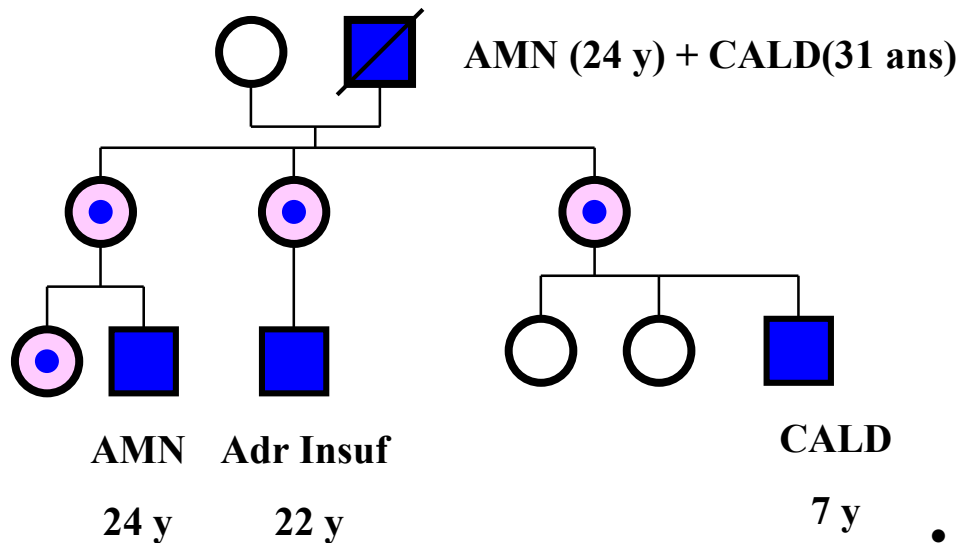 AMN (24 y) + CALD(31 ans)
AMN
24 y
Adr Insuf
22 y
CALD
7 y